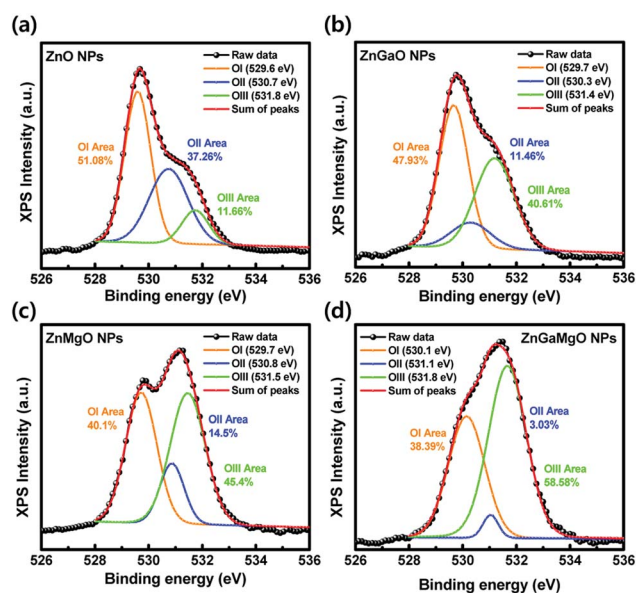 (a)
ZnO NPs
Raw data
OI (529.6 eV)
OII (530.7 eV)
OIII (531.8 eV)
Sum of peaks
OI Area
51.08%
OII Area
37.26%
OIII Area
11.66%
XPS Intensity (a.u.)
526 528 530 532 534 536
Binding energy (eV)
(b)
ZnGaO NPs
Raw data
OI (529.7 eV)
OII (530.3 eV)
OIII (531.4 eV)
Sum of peaks
OI Area
47.93%
OII Area
11.46%
OIII Area
40.61%
XPS Intensity (a.u.)
526 528 530 532 534 536
Binding energy (eV)
(c)
ZnMgO NPs
Raw data
OI (529.7 eV)
OII (530.8 eV)
OIII (531.5 eV)
Sum of peaks
OI Area
40.1%
OII Area
14.5%
OIII Area
45.4%
XPS Intensity (a.u.)
526 528 530 532 534 536
Binding energy (eV)
(d)
Raw data
ZnGaMgO NPs
OI (530.1 eV)
OII (531.1 eV)
OIII (531.8 eV)
Sum of peaks
OI Area
38.39%
OII Area
3.03%
OIII Area
58.58%
XPS Intensity (a.u.)
526 528 530 532 534 536
Binding energy (eV)